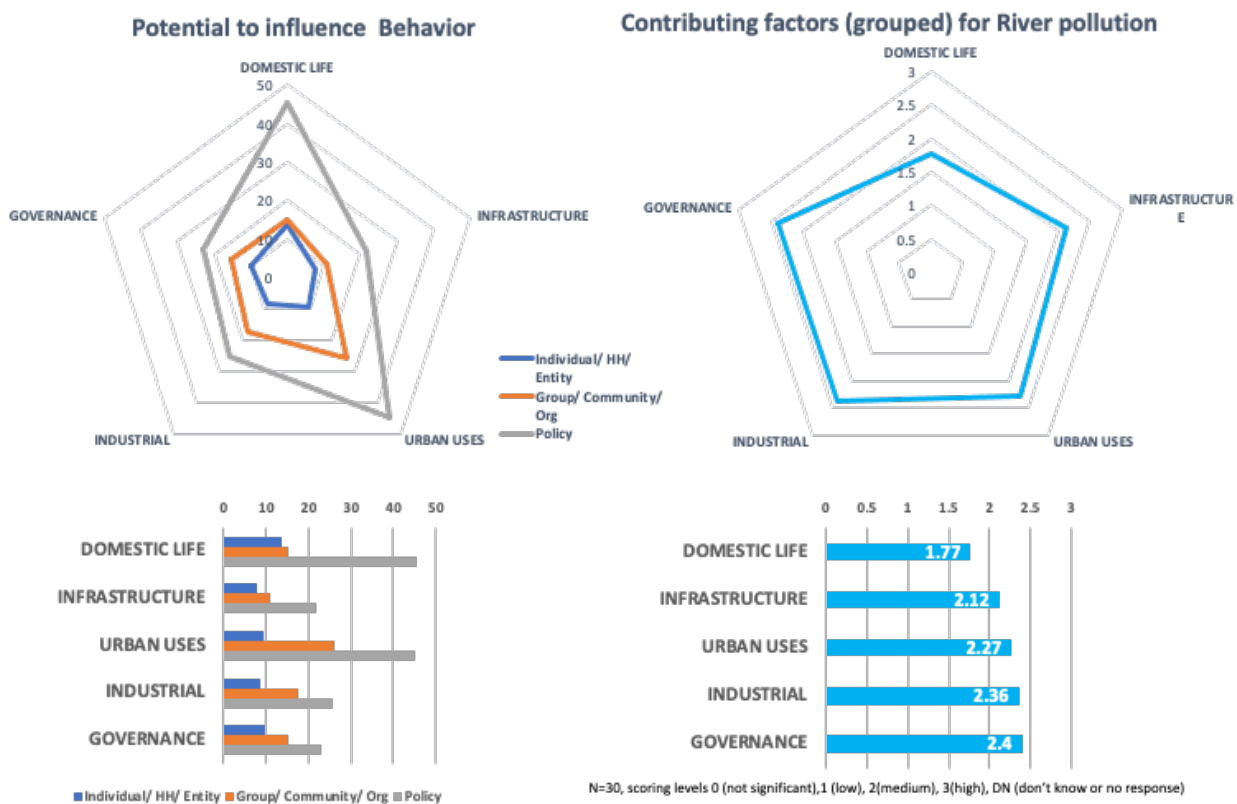 Potential to influence  Behavior
DOMESTIC LIFE
50
40
30
20
10
0
GOVERNANCE
INFRASTRUCTURE
INDUSTRIAL
URBAN USES
Individual/ HH/
Entity
Group/ Community/
Org
Policy
Contributing factors (grouped) for River pollution
DOMESTIC LIFE
3
2.5
2
1.5
1
0.5
0
GOVERNANCE
INFRASTRUCTUR
E
INDUSTRIAL
URBAN USES
0 10 20 30 40 50
DOMESTIC LIFE
INFRASTRUCTURE
URBAN USES
INDUSTRIAL
GOVERNANCE
Individual/ HH/ Entity Group/ Community/ Org Policy
0 0.5 1 1.5 2 2.5 3
DOMESTIC LIFE 1.77
INFRASTRUCTURE 2.12
URBAN USES 2.27
INDUSTRIAL 2.36
GOVERNANCE 2.4
N=30, scoring levels 0 (not significant),1 (low), 2(medium), 3(high), DN (don't know or no response)